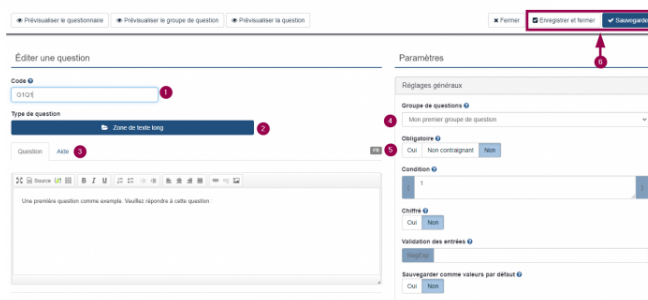 Prévisualiser le questionnaire Prévisualiser le groupe de question Prévisualiser la question
Fermer Enregistrer et fermer Sauvegarde
6
Éditer une question
Paramètres
Code
G1Q1
1
Réglages généraux
Type de question
Zone de texte long
2
Groupe de questions
4 Mon premier groupe de question
Question Aide 3
FR
5 Obligatoire
Oui Non contraignant Non
Source
B I U
Une première question comme exemple. Veuillez répondre à cette question :
Condition
{ 1 }
Chiffré
Oui Non
Validation des entrées
RegExp
Sauvegarder comme valeurs par défaut
Oui Non